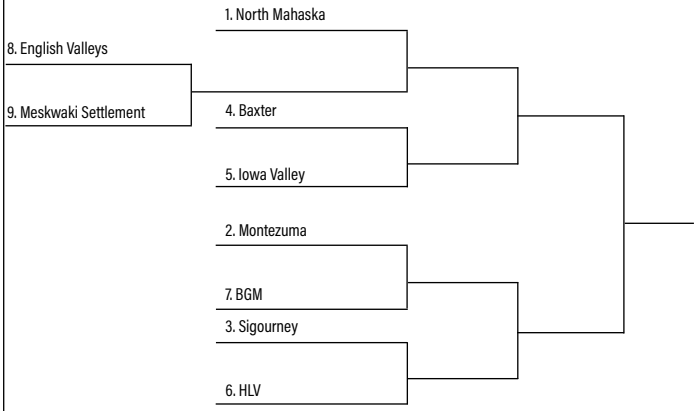 1. North Mahaska
8. English Valleys
9. Meskwaki Settlement
4. Baxter
5. Iowa Valley
2. Montezuma
7. BGM
3. Sigourney
6. HLV